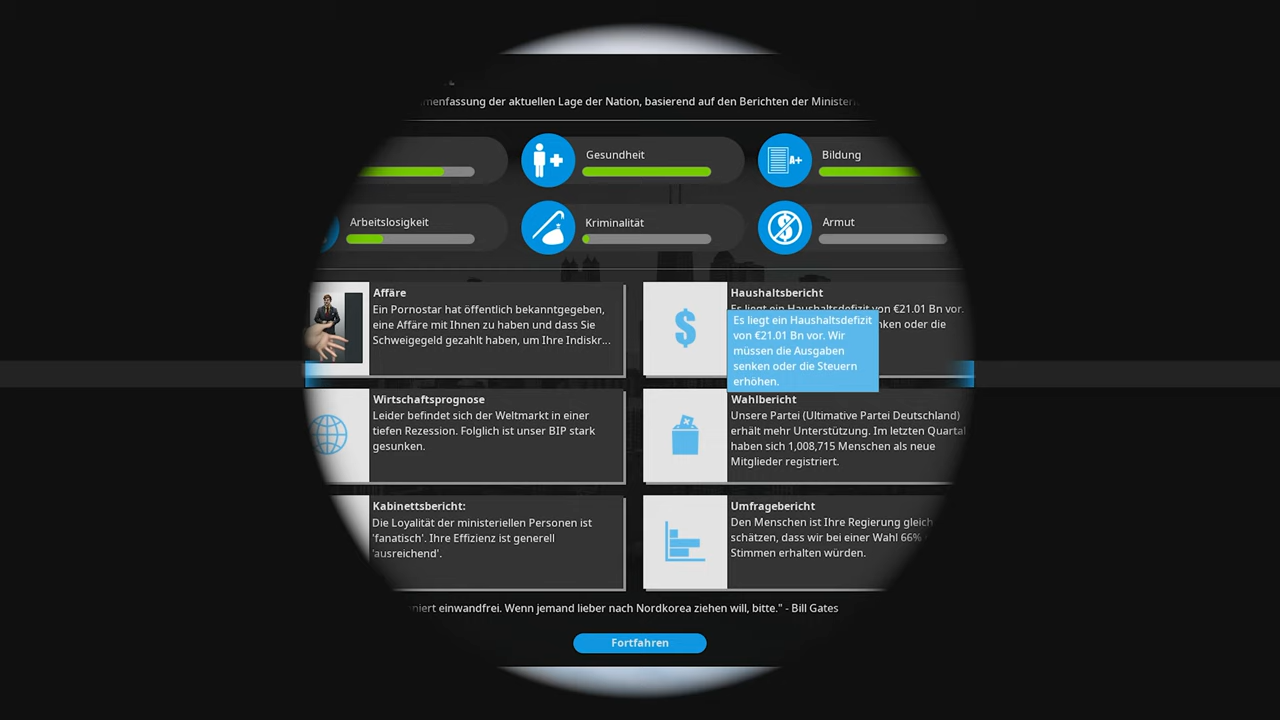 der aktuellen Lage der Nation, basierend auf den Berichten der Minister
Gesundheit
Bildung
A+
Arbeitslosigkeit
Kriminalität
Armut
Affäre
Ein Pornostar hat öffentlich bekanntgegeben,
eine Affäre mit Ihnen zu haben und dass Sie
Schweigegeld gezahlt haben, um Ihre Indiskr...
Haushaltsbericht
Es liegt ein Haushaltsdefizit von €21.01 Bn vor.
oder die
Es liegt ein Haushaltsdefizit
von €21.01 Bn vor. Wir
müssen die Ausgaben
senken oder die Steuern
erhöhen.
Wirtschaftsprognose
Leider befindet sich der Weltmarkt in einer
tiefen Rezession. Folglich ist unser BIP stark
gesunken.
Wahlbericht
Unsere Partei (Ultimative Partei Deutschland)
erhält mehr Unterstützung. Im letzten Quartal
haben sich 1,008,715 Menschen als neue
Mitglieder registriert.
Kabinettsbericht:
Die Loyalität der ministeriellen Personen ist
'fanatisch'. Ihre Effizienz ist generell
'ausreichend'.
Umfragebericht
Den Menschen ist Ihre Regierung gleich
schätzen, dass wir bei einer Wahl 66%
Stimmen erhalten würden.
einwandfrei. Wenn jemand lieber nach Nordkorea ziehen will, bitte." - Bill Gates
Fortfahren